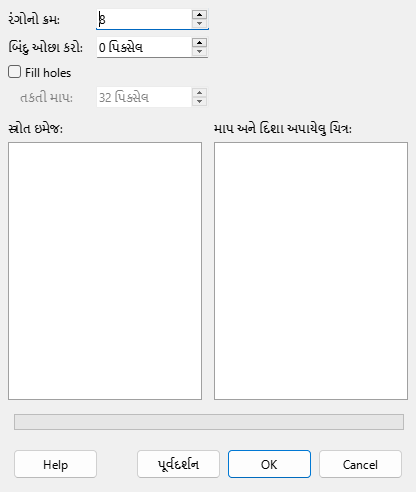 રંગોનો ક્રમ: 8
બિંદુ ઓછા કરો: 0 પિક્સેલ
Fill holes
તકતી માપ: 32 પિક્સેલ
સ્ત્રોત ઇમેજ: માપ અને દિશા અપાયેલુ ચિત્ર:
Help પૂર્વદર્શન OK Cancel